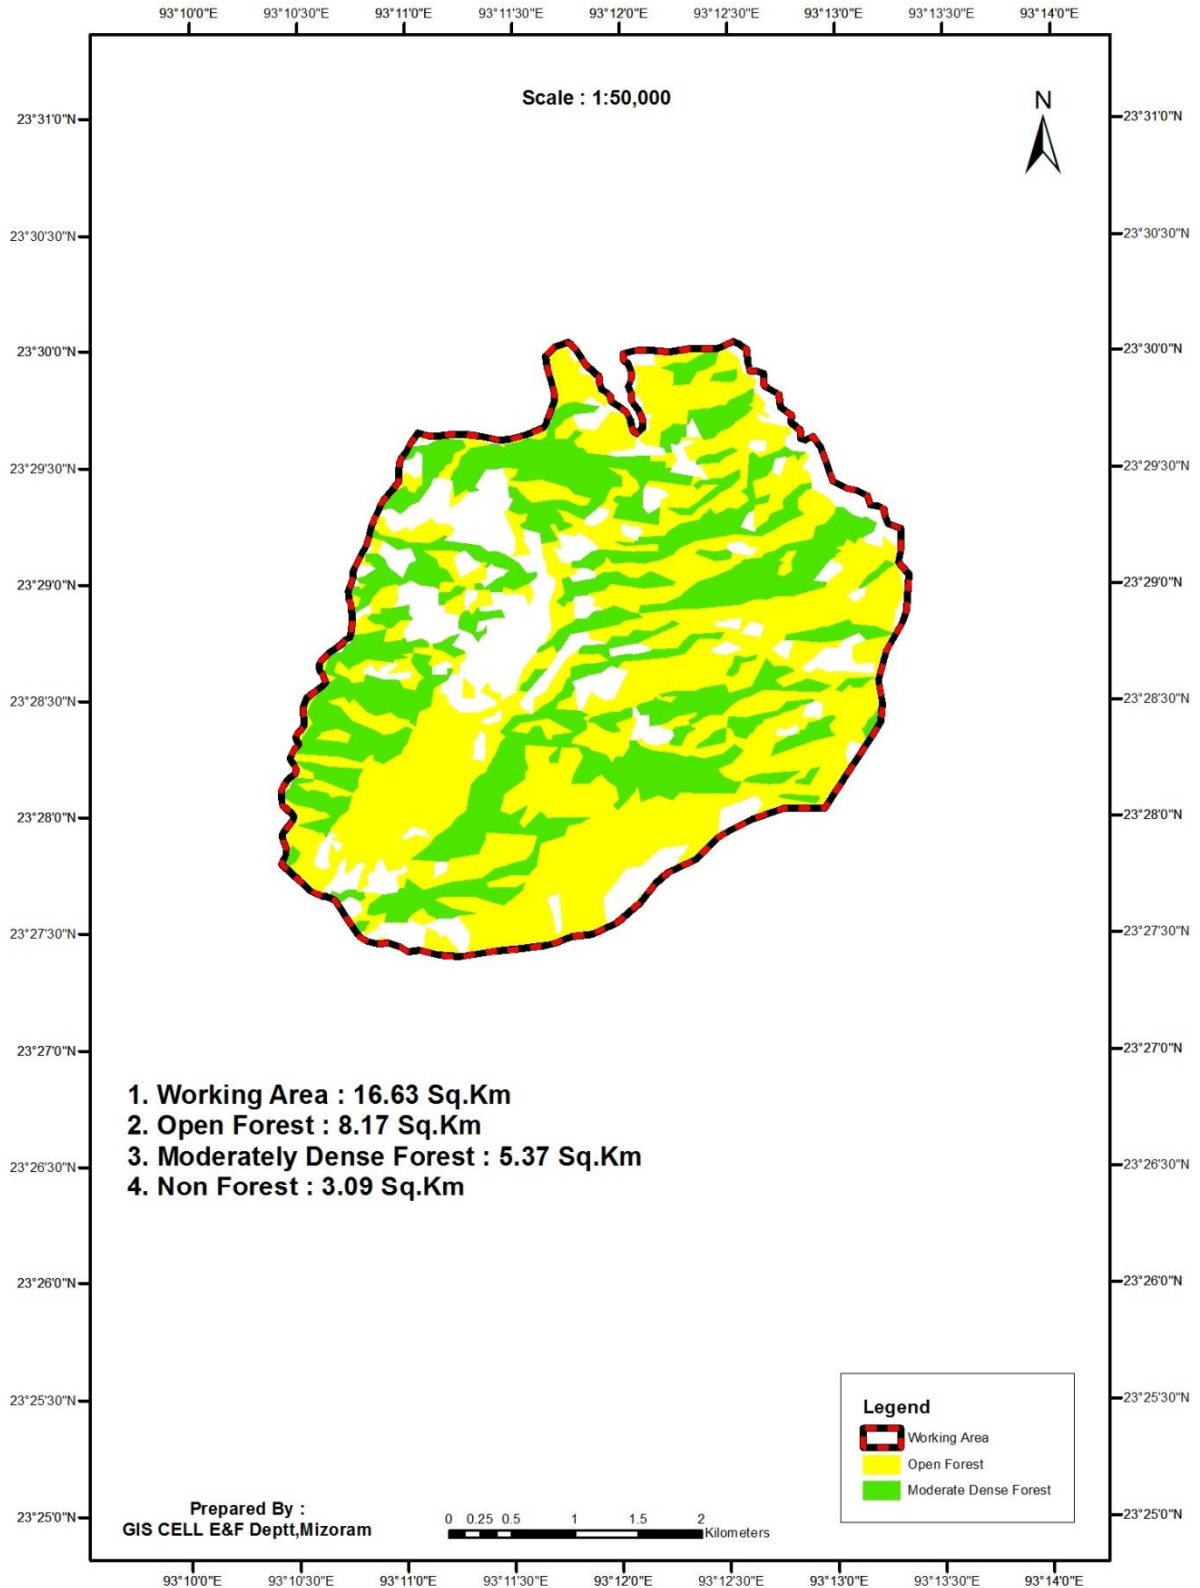 93°10'0"E 93°10'30"E 93°11'0"E 93°11'30"E 93°12'0"E 93°12'30"E 93°13'0"E 93°13'30"E 93°14'0"E
Scale : 1:50,000
N
23°31'0"N 23°31'0"N
23°30'30"N 23°30'30"N
23°30'0"N 23°30'0"N
23°29'30"N 23°29'30"N
23°29'0"N 23°29'0"N
23°28'30"N 23°28'30"N
23°28'0"N 23°28'0"N
23°27'30"N 23°27'30"N
23°27'0"N 23°27'0"N
1. Working Area : 16.63 Sq.Km
2. Open Forest : 8.17 Sq.Km
3. Moderately Dense Forest : 5.37 Sq.Km
4. Non Forest : 3.09 Sq.Km
23°26'30"N 23°26'30"N
23°26'0"N 23°26'0"N
23°25'30"N 23°25'30"N
Legend
Working Area
Open Forest
Moderate Dense Forest
23°25'0"N 23°25'0"N
Prepared By :
GIS CELL E&F Deptt,Mizoram
0 0.25 0.5 1 1.5 2
Kilometers
93°10'0"E 93°10'30"E 93°11'0"E 93°11'30"E 93°12'0"E 93°12'30"E 93°13'0"E 93°13'30"E 93°14'0"E